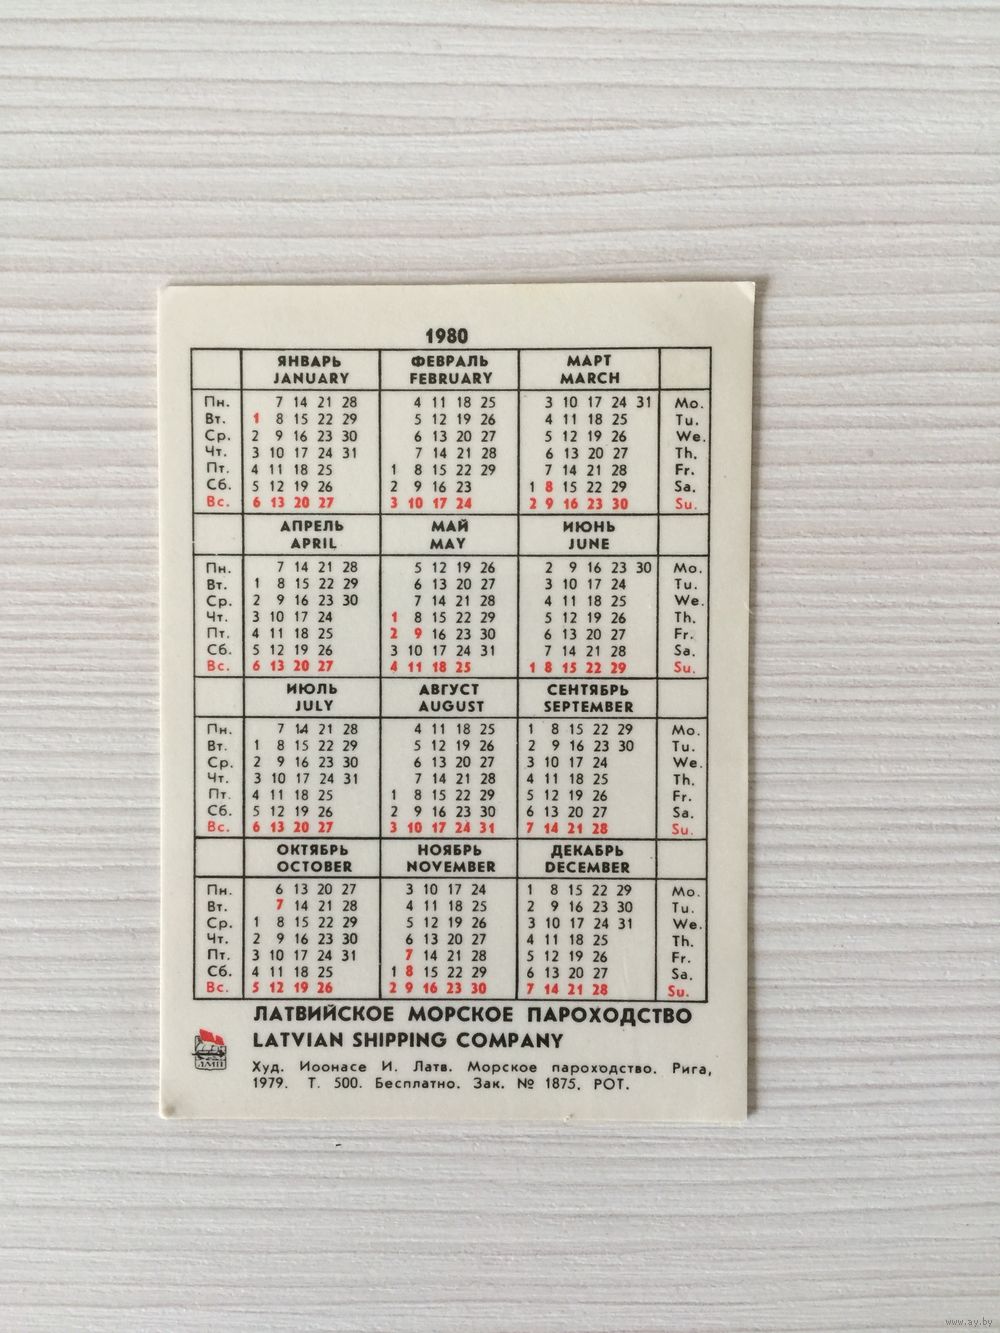 1980
ЯНВАРЬ ФЕВРАЛЬ МАРТ
JANUARY FEBRUARY MARCH
Пн. 7 14 21 28 4 11 18 25 3 10 17 24 31 Mo.
Вт. 1 8 15 22 29 5 12 19 26 4 11 18 25 Tu.
Ср. 2 9 16 23 30 6 13 20 27 5 12 19 26 We.
Чт. 3 10 17 24 31 7 14 21 28 6 13 20 27 Th.
Пт. 4 11 18 25 1 8 15 22 29 7 14 21 28 Fr.
Сб. 5 12 19 26 2 9 16 23 1 8 15 22 29 Sa.
Вс. 6 13 20 27 3 10 17 24 2 9 16 23 30 Su.
АПРЕЛЬ МАЙ ИЮНЬ
APRIL MAY JUNE
Пн. 7 14 21 28 5 12 19 26 2 9 16 23 30 Mo.
Вт. 1 8 15 22 29 6 13 20 27 3 10 17 24 Tu.
Ср. 2 9 16 23 30 7 14 21 28 4 11 18 25 We.
Чт. 3 10 17 24 1 8 15 22 29 5 12 19 26 Th.
Пт. 4 11 18 25 2 9 16 23 30 6 13 20 27 Fr.
Сб. 5 12 19 26 3 10 17 24 31 7 14 21 28 Sa.
Вс. 6 13 20 27 4 11 18 25 1 8 15 22 29 Su.
ИЮЛЬ АВГУСТ СЕНТЯБРЬ
JULY AUGUST SEPTEMBER
Пн. 7 14 21 28 4 11 18 25 1 8 15 22 29 Mo.
Вт. 1 8 15 22 29 5 12 19 26 2 9 16 23 30 Tu.
Ср. 2 9 16 23 30 6 13 20 27 3 10 17 24 We.
Чт. 3 10 17 24 31 7 14 21 28 4 11 18 25 Th.
Пт. 4 11 18 25 1 8 15 22 29 5 12 19 26 Fr.
Сб. 5 12 19 26 2 9 16 23 30 6 13 20 27 Sa.
Вс. 6 13 20 27 3 10 17 24 31 7 14 21 28 Su.
ОКТЯБРЬ НОЯБРЬ ДЕКАБРЬ
OCTOBER NOVEMBER DECEMBER
Пн. 6 13 20 27 3 10 17 24 1 8 15 22 29 Mo.
Вт. 7 14 21 28 4 11 18 25 2 9 16 23 30 Tu.
Ср. 1 8 15 22 29 5 12 19 26 3 10 17 24 31 We.
Чт. 2 9 16 23 30 6 13 20 27 4 11 18 25 Th.
Пт. 3 10 17 24 31 7 14 21 28 5 12 19 26 Fr.
Сб. 4 11 18 25 1 8 15 22 29 6 13 20 27 Sa.
Вс. 5 12 19 26 2 9 16 23 30 7 14 21 28 Su.
ЛАТВИЙСКОЕ МОРСКОЕ ПАРОХОДСТВО
LATVIAN SHIPPING COMPANY
ЛМП
Худ. Иоонасе И. Латв. Морское пароходство. Рига,
1979. Т. 500. Бесплатно. Зак. № 1875. РОТ.
www.ay.by